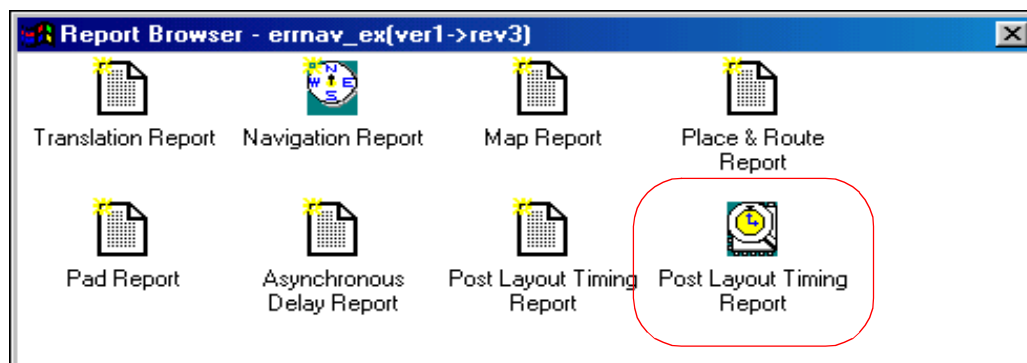 Report Browser - errnav_ex(ver1->rev3)
Translation Report
Navigation Report
Map Report
Place & Route
Report
Pad Report
Asynchronous
Delay Report
Post Layout Timing
Report
Post Layout Timing
Report